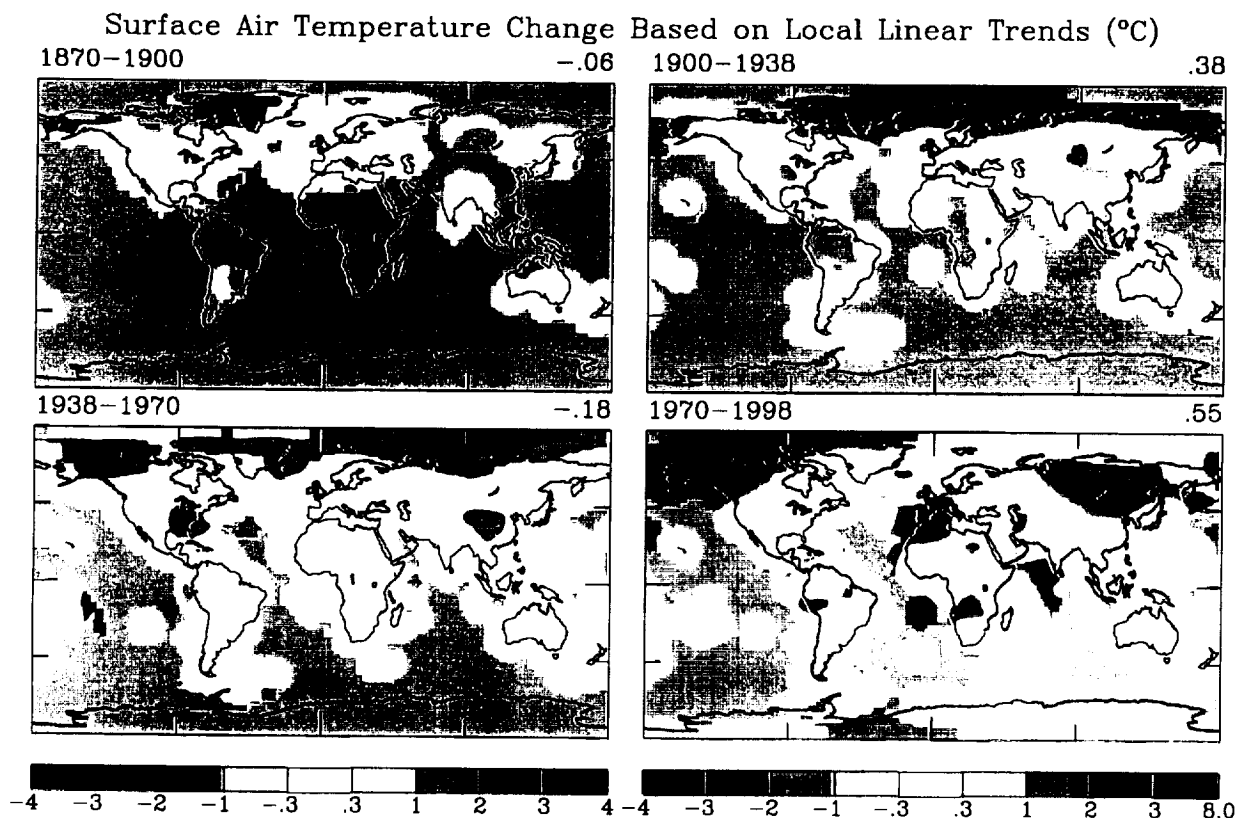 Surface Air Temperature Change Based on Local Linear Trends (°C)
1870−1900 −.06
1900−1938 .38
1938−1970 −.18
1970−1998 .55
−4 −3 −2 −1 −.3 .3 1 2 3 4
−4 −3 −2 −1 −.3 .3 1 2 3 8.0